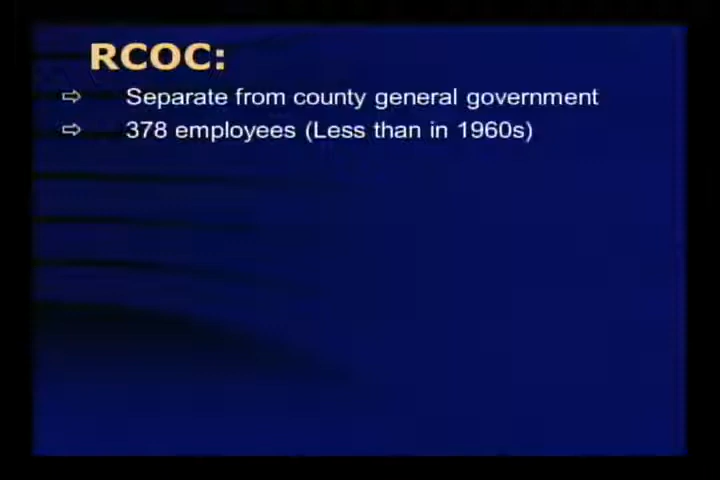 RCOC:
⇨ Separate from county general government
⇨ 378 employees (Less than in 1960s)